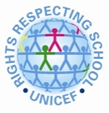 RIGHTS RESPECTING SCHOOL
• UNICEF •